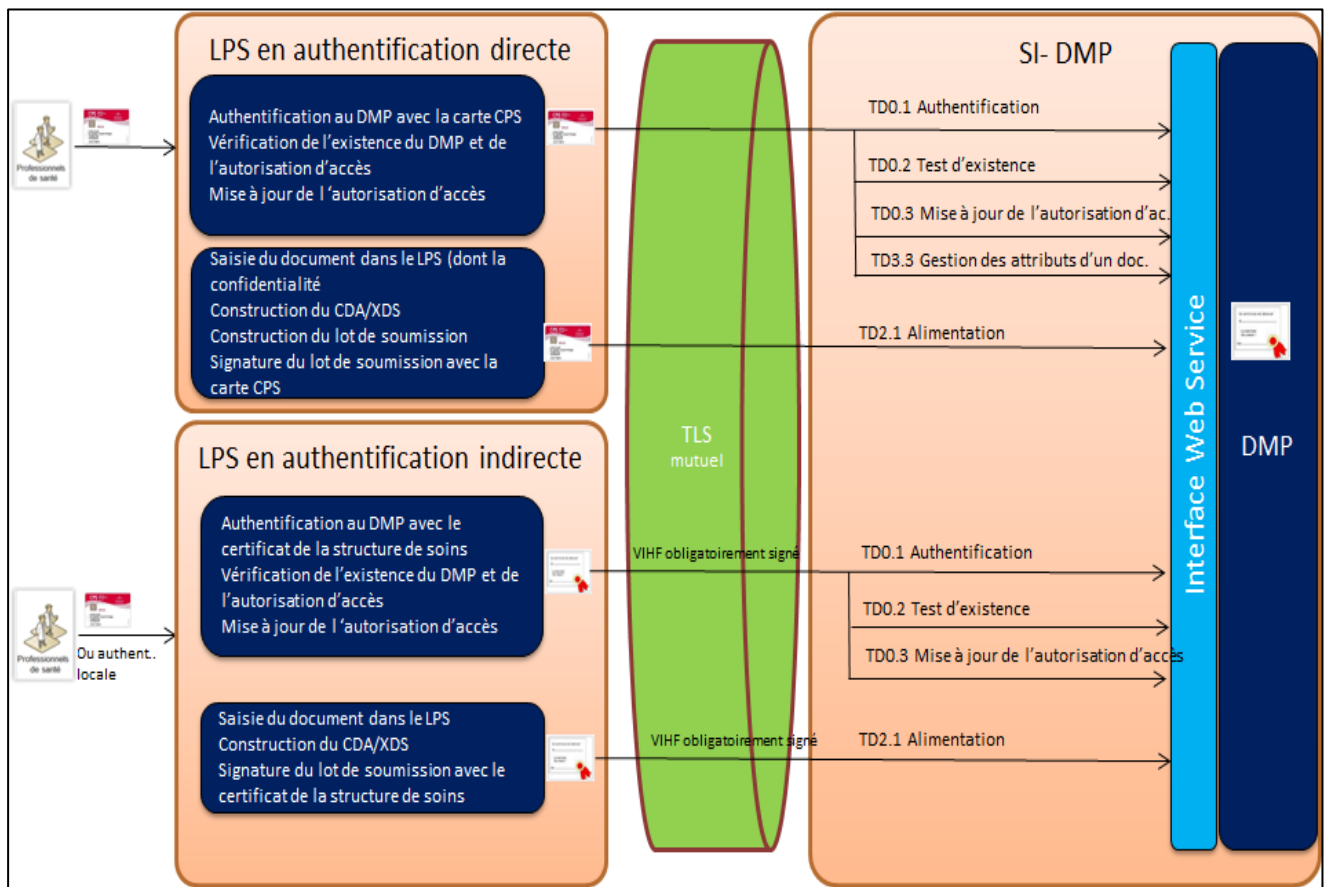 LPS en authentification directe
Professionnels
de santé
Authentification au DMP avec la carte CPS
Vérification de l'existence du DMP et de
l'autorisation d'accès
Mise à jour de l 'autorisation d'accès
Saisie du document dans le LPS (dont la
confidentialité
Construction du CDA/XDS
Construction du lot de soumission
Signature du lot de soumission avec la
carte CPS
LPS en authentification indirecte
Professionnels
de santé
Ou authent..
locale
Authentification au DMP avec le
certificat de la structure de soins
Vérification de l'existence du DMP et de
l'autorisation d'accès
Mise à jour de l 'autorisation d'accès
Saisie du document dans le LPS
Construction du CDA/XDS
Signature du lot de soumission avec le
certificat de la structure de soins
TLS
mutuel
VIHF obligatoirement signé
VIHF obligatoirement signé
SI- DMP
TD0.1 Authentification
TD0.2 Test d'existence
TD0.3 Mise à jour de l'autorisation d'ac.
TD3.3 Gestion des attributs d'un doc.
TD2.1 Alimentation
TD0.1 Authentification
TD0.2 Test d'existence
TD0.3 Mise à jour de l'autorisation d'accès
TD2.1 Alimentation
Interface Web Service
DMP